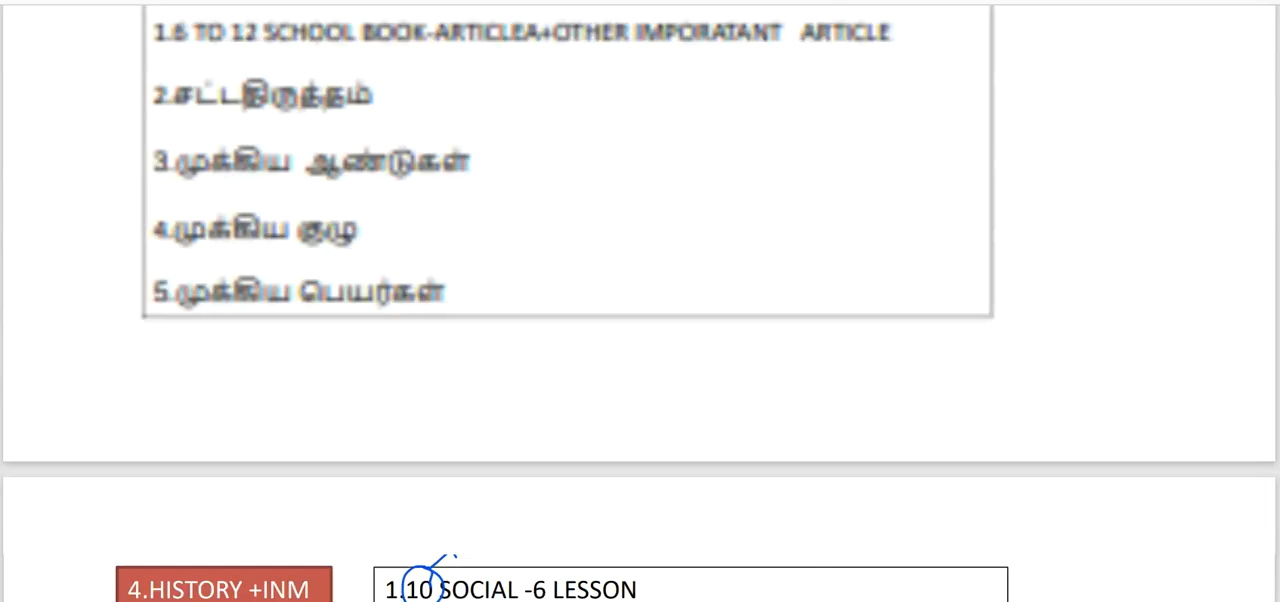 1.6 TO 12 SCHOOL BOOK-ARTICLEA+OTHER IMPORATANT ARTICLE
2.சட்டதிருத்தம்
3.முக்கிய ஆண்டுகள்
4.முக்கிய குழு
5.முக்கிய பெயர்கள்
4.HISTORY +INM
1.10 SOCIAL -6 LESSON